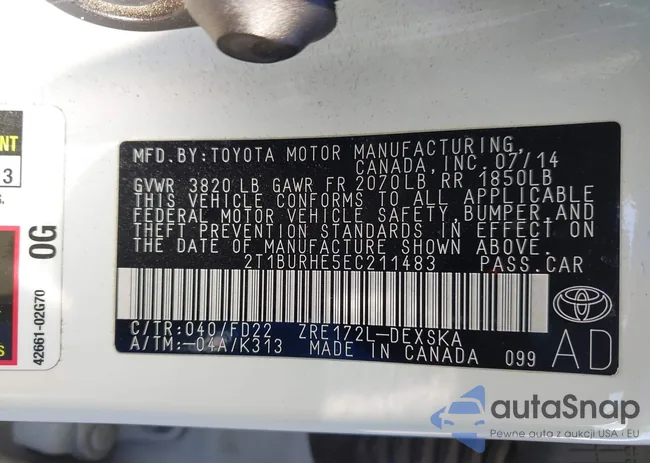 NT
3
S.
S
42661-02G70
0G
MFD.BY:TOYOTA MOTOR MANUFACTURING,
CANADA,INC.07/14
GVWR 3820 LB GAWR FR 2070LB RR 1850LB
THIS VEHICLE CONFORMS TO ALL APPLICABLE
FEDERAL MOTOR VEHICLE SAFETY,BUMPER,AND
THEFT PREVENTION STANDARDS IN EFFECT ON
THE DATE OF MANUFACTURE SHOWN ABOVE.
2T1BURHE5EC211483 PASS.CAR
C/TR:040/FD22 ZRE172L-DEXSKA
A/TM:-04A/K313 MADE IN CANADA 099
AD
autaSnap
Pewne auta z aukcji USA i EU